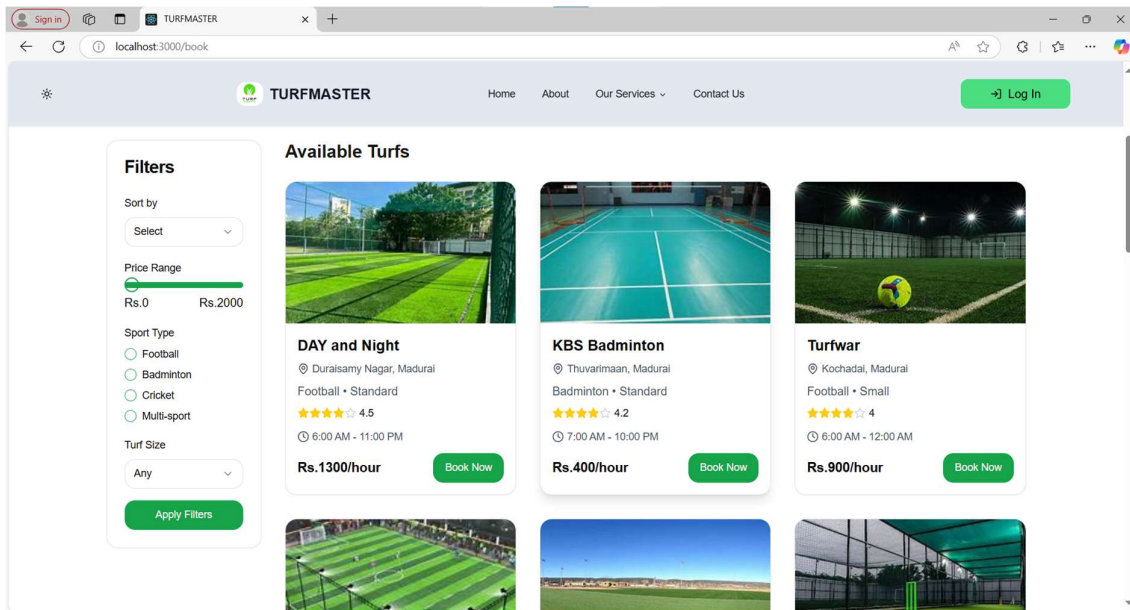 Sign in
TURFMASTER
localhost:3000/book
TURF
TURFMASTER
Home
About
Our Services
Contact Us
Log In
Filters
Sort by
Select
Price Range
Rs.0 Rs.2000
Sport Type
Football
Badminton
Cricket
Multi-sport
Turf Size
Any
Apply Filters
Available Turfs
DAY and Night
Duraisamy Nagar, Madurai
Football • Standard
4.5
6:00 AM - 11:00 PM
Rs.1300/hour
Book Now
KBS Badminton
Thuvarimaan, Madurai
Badminton • Standard
4.2
7:00 AM - 10:00 PM
Rs.400/hour
Book Now
Turfwar
Kochadai, Madurai
Football • Small
4
6:00 AM - 12:00 AM
Rs.900/hour
Book Now